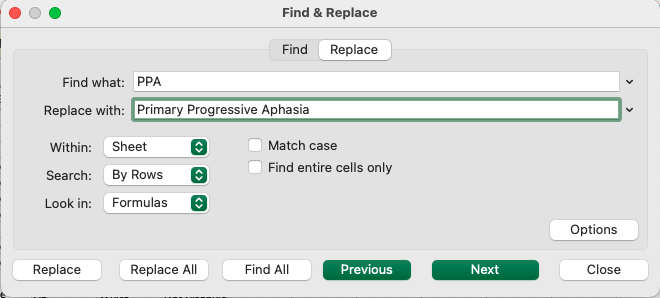 Find & Replace
Find Replace
Find what: PPA
Replace with: Primary Progressive Aphasia
Within: Sheet Match case
Search: By Rows Find entire cells only
Look in: Formulas
Options
Replace Replace All Find All Previous Next Close